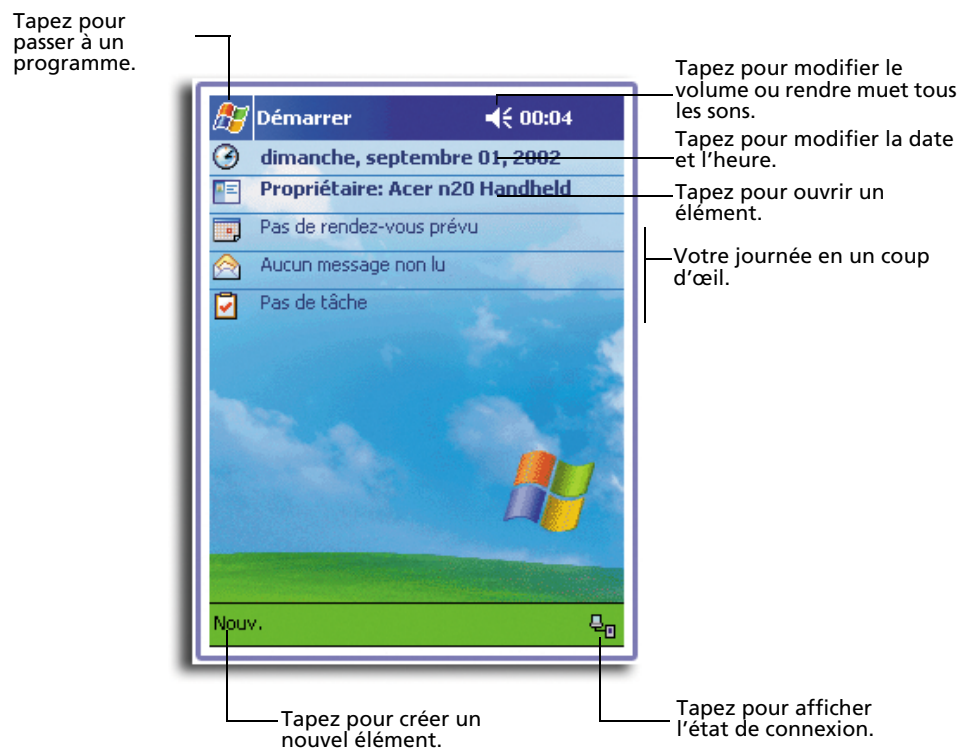 Tapez pour
passer à un
programme.
Démarrer
00:04
dimanche, septembre 01, 2002
Propriétaire: Acer n20 Handheld
Pas de rendez-vous prévu
Aucun message non lu
Pas de tâche
Nouv.
Tapez pour modifier le
volume ou rendre muet tous
les sons.
Tapez pour modifier la date
et l'heure.
Tapez pour ouvrir un
élément.
Votre journée en un coup
d'œil.
Tapez pour créer un
nouvel élément.
Tapez pour afficher
l'état de connexion.